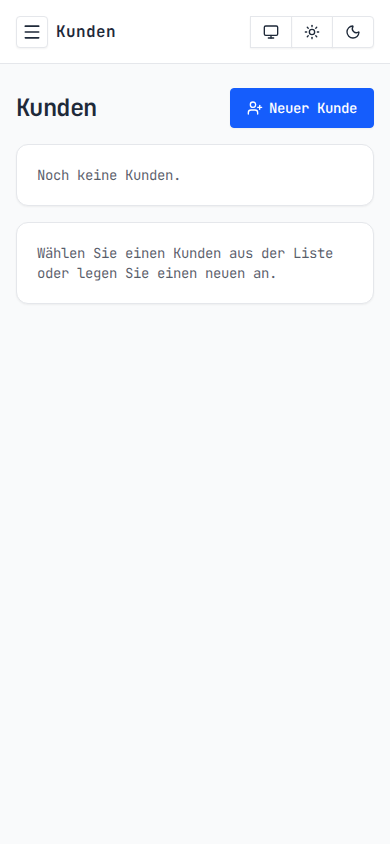 Kunden
Kunden
Neuer Kunde
Noch keine Kunden.
Wählen Sie einen Kunden aus der Liste
oder legen Sie einen neuen an.